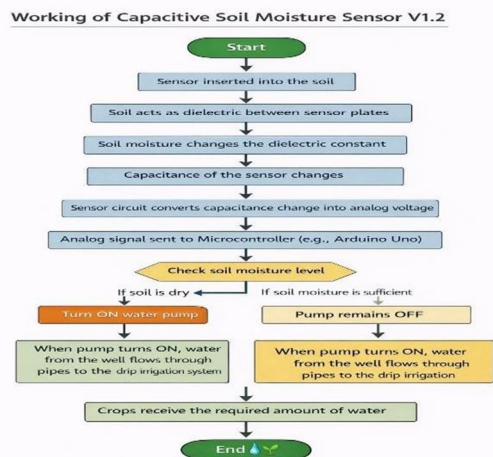 Working of Capacitive Soil Moisture Sensor V1.2
Start
Sensor inserted into the soil
Soil acts as dielectric between sensor plates
Soil moisture changes the dielectric constant
Capacitance of the sensor changes
Sensor circuit converts capacitance change into analog voltage
Analog signal sent to Microcontroller (e.g., Arduino Uno)
Check soil moisture level
If soil is dry
If soil moisture is sufficient
Turn ON water pump
Pump remains OFF
When pump turns ON, water
from the well flows through
pipes to the drip irrigation system
When pump turns ON, water
from the well flows through
pipes to the drip irrigation
Crops receive the required amount of water
End